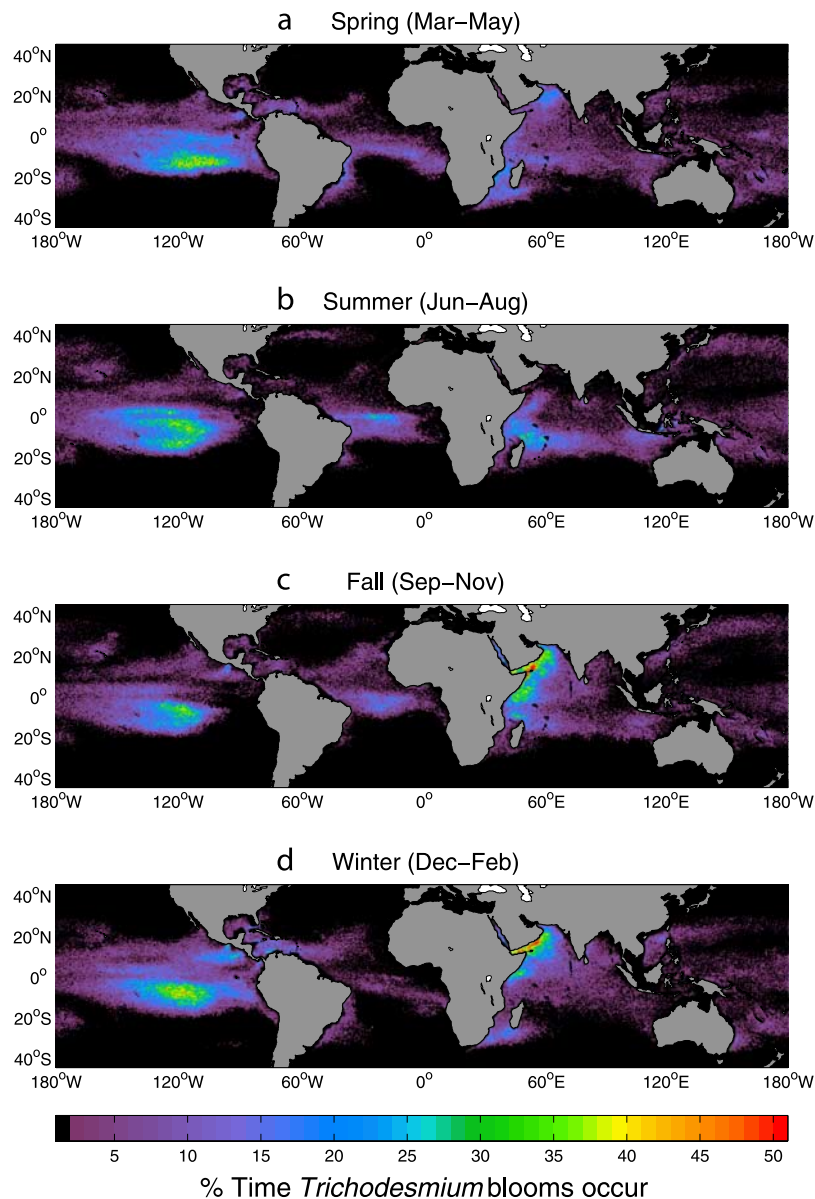 a Spring (Mar–May)
40°N
20°N
0°
20°S
40°S
180°W 120°W 60°W 0° 60°E 120°E 180°W
b Summer (Jun–Aug)
40°N
20°N
0°
20°S
40°S
180°W 120°W 60°W 0° 60°E 120°E 180°W
c Fall (Sep–Nov)
40°N
20°N
0°
20°S
40°S
180°W 120°W 60°W 0° 60°E 120°E 180°W
d Winter (Dec–Feb)
40°N
20°N
0°
20°S
40°S
180°W 120°W 60°W 0° 60°E 120°E 180°W
5 10 15 20 25 30 35 40 45 50
% Time Trichodesmium blooms occur